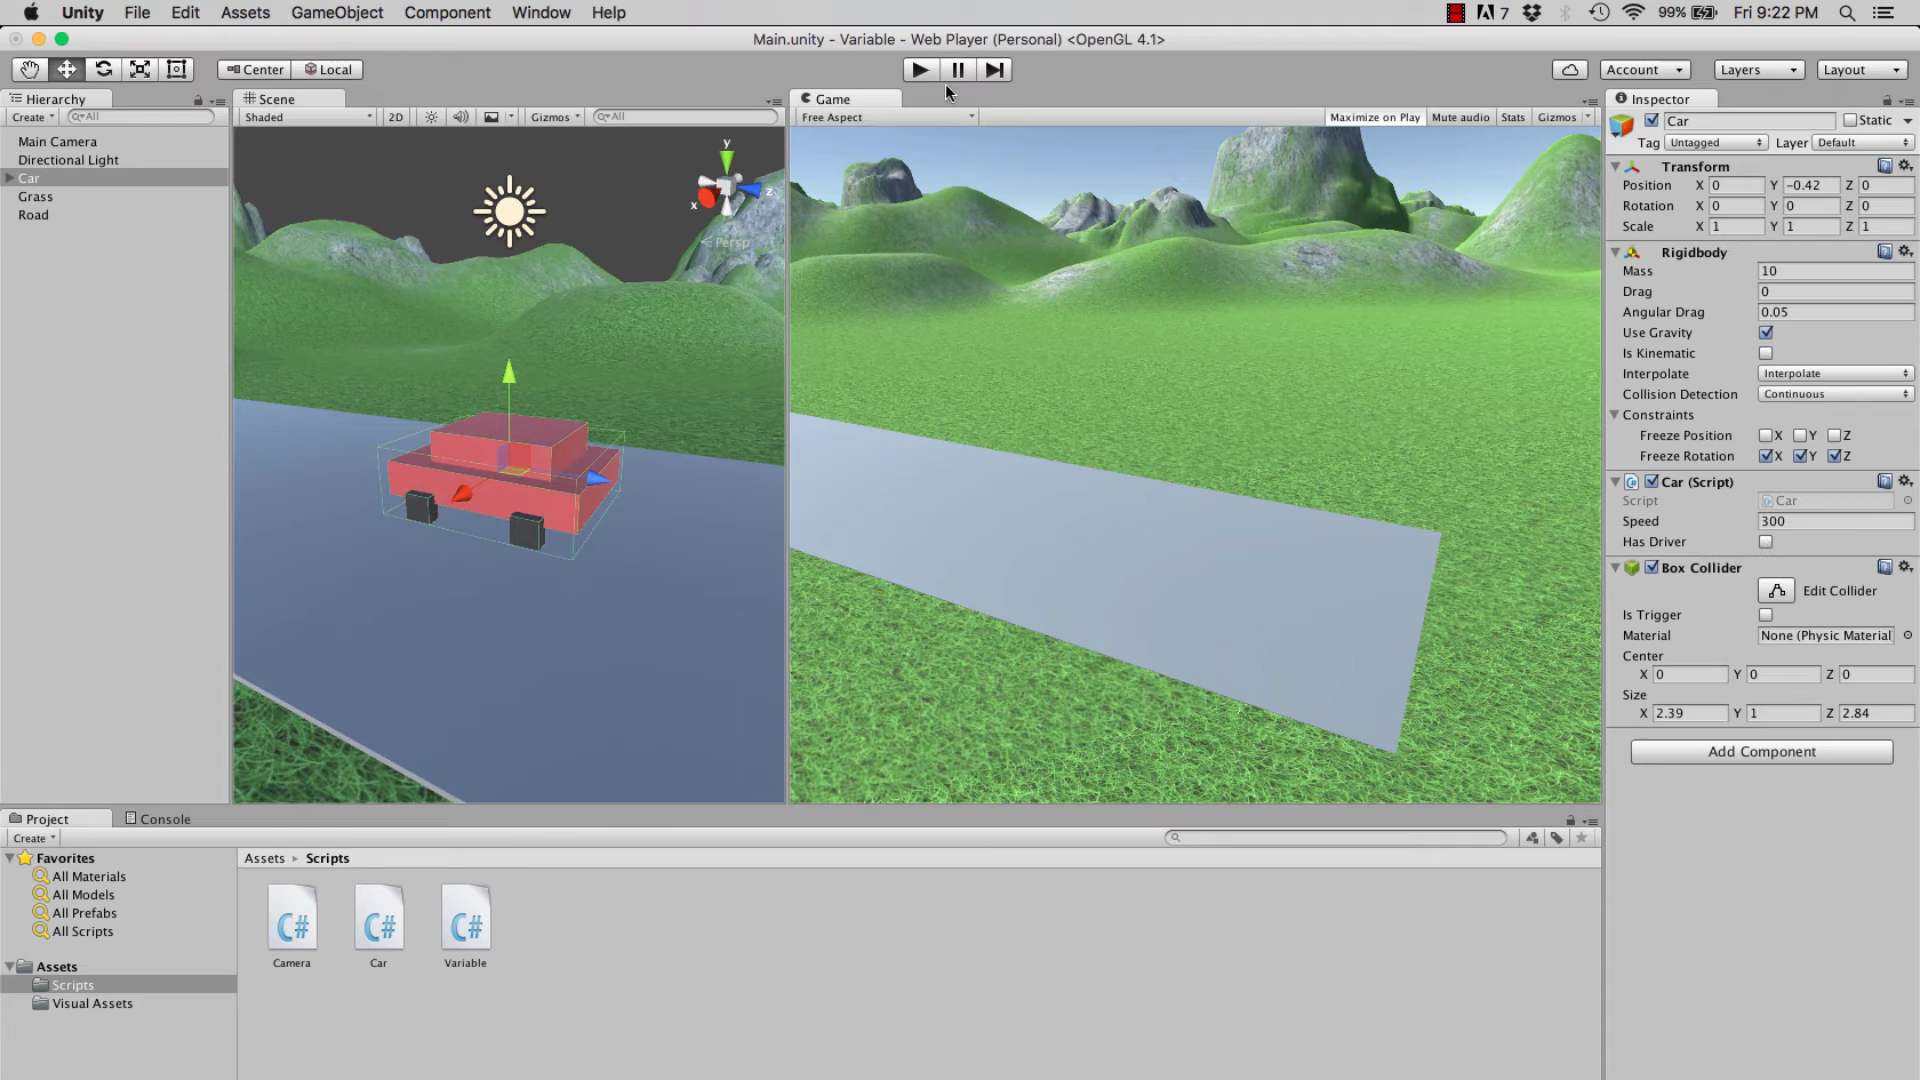 Unity File Edit Assets GameObject Component Window Help 7 99% Fri 9:22 PM
Main.unity - Variable - Web Player (Personal) <OpenGL 4.1>
Center Local Account Layers Layout
Hierarchy
Create All
Main Camera
Directional Light
Car
Grass
Road
Scene
Shaded 2D Gizmos All
y
x
z
Persp
Game
Free Aspect Maximize on Play Mute audio Stats Gizmos
Inspector
Car Static
Tag Untagged Layer Default
Transform
Position X 0 Y -0.42 Z 0
Rotation X 0 Y 0 Z 0
Scale X 1 Y 1 Z 1
Rigidbody
Mass 10
Drag 0
Angular Drag 0.05
Use Gravity
Is Kinematic
Interpolate Interpolate
Collision Detection Continuous
Constraints
Freeze Position X Y Z
Freeze Rotation X Y Z
Car (Script)
Script Car
Speed 300
Has Driver
Box Collider
Edit Collider
Is Trigger
Material None (Physic Material
Center
X 0 Y 0 Z 0
Size
X 2.39 Y 1 Z 2.84
Add Component
Project Console
Create
Favorites
All Materials
All Models
All Prefabs
All Scripts
Assets
Scripts
Visual Assets
Assets Scripts
C# C# C#
Camera Car Variable